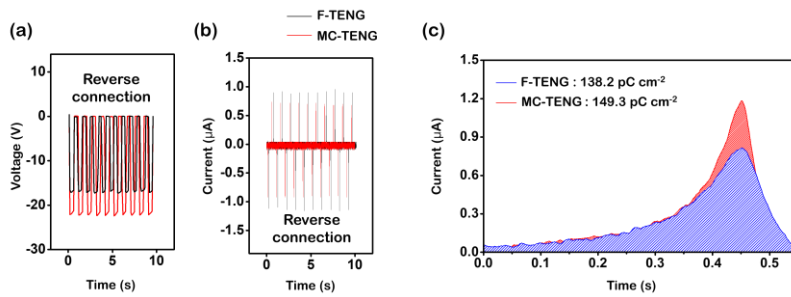 (a)
10
0
-10
-20
-30
Voltage (V)
Reverse
connection
0
5
10
Time (s)
(b)
F-TENG
MC-TENG
1.5
1.0
0.5
0.0
-0.5
-1.0
-1.5
Current (μA)
Reverse
connection
0
5
10
Time (s)
(c)
1.5
1.2
0.9
0.6
0.3
0.0
Current (μA)
F-TENG : 138.2 pC cm⁻²
MC-TENG : 149.3 pC cm⁻²
0.0
0.1
0.2
0.3
0.4
0.5
Time (s)